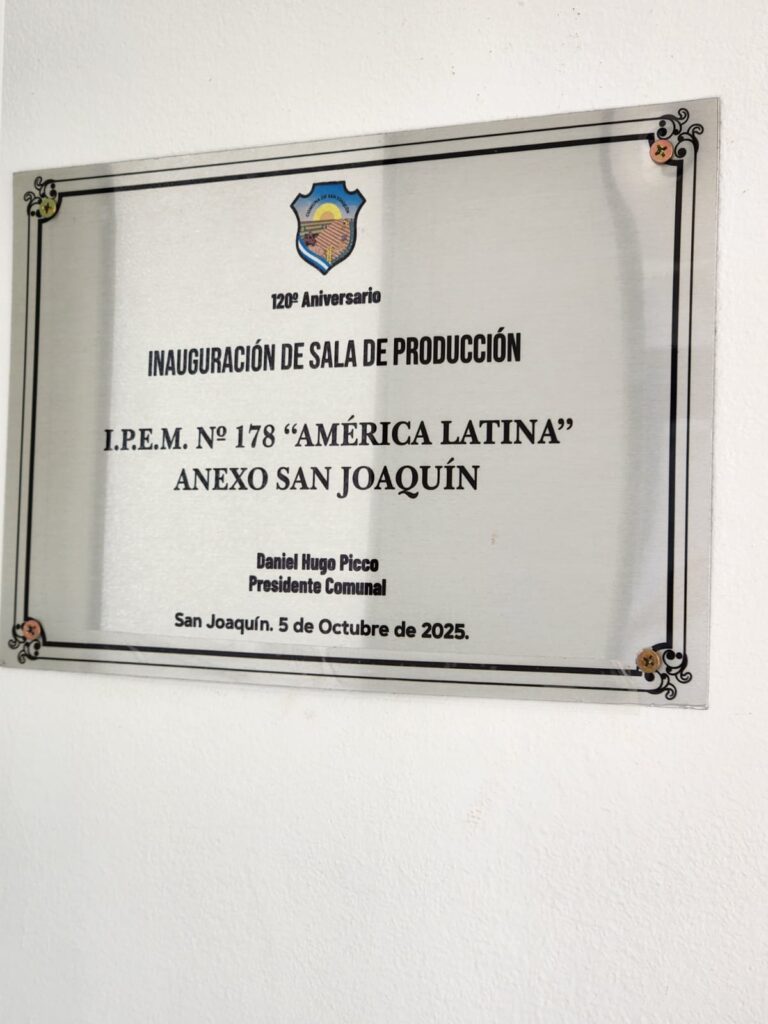 120º Aniversario
INAUGURACIÓN DE SALA DE PRODUCCIÓN
I.P.E.M. Nº 178 “AMÉRICA LATINA”
ANEXO SAN JOAQUÍN
Daniel Hugo Picco
Presidente Comunal
San Joaquín. 5 de Octubre de 2025.